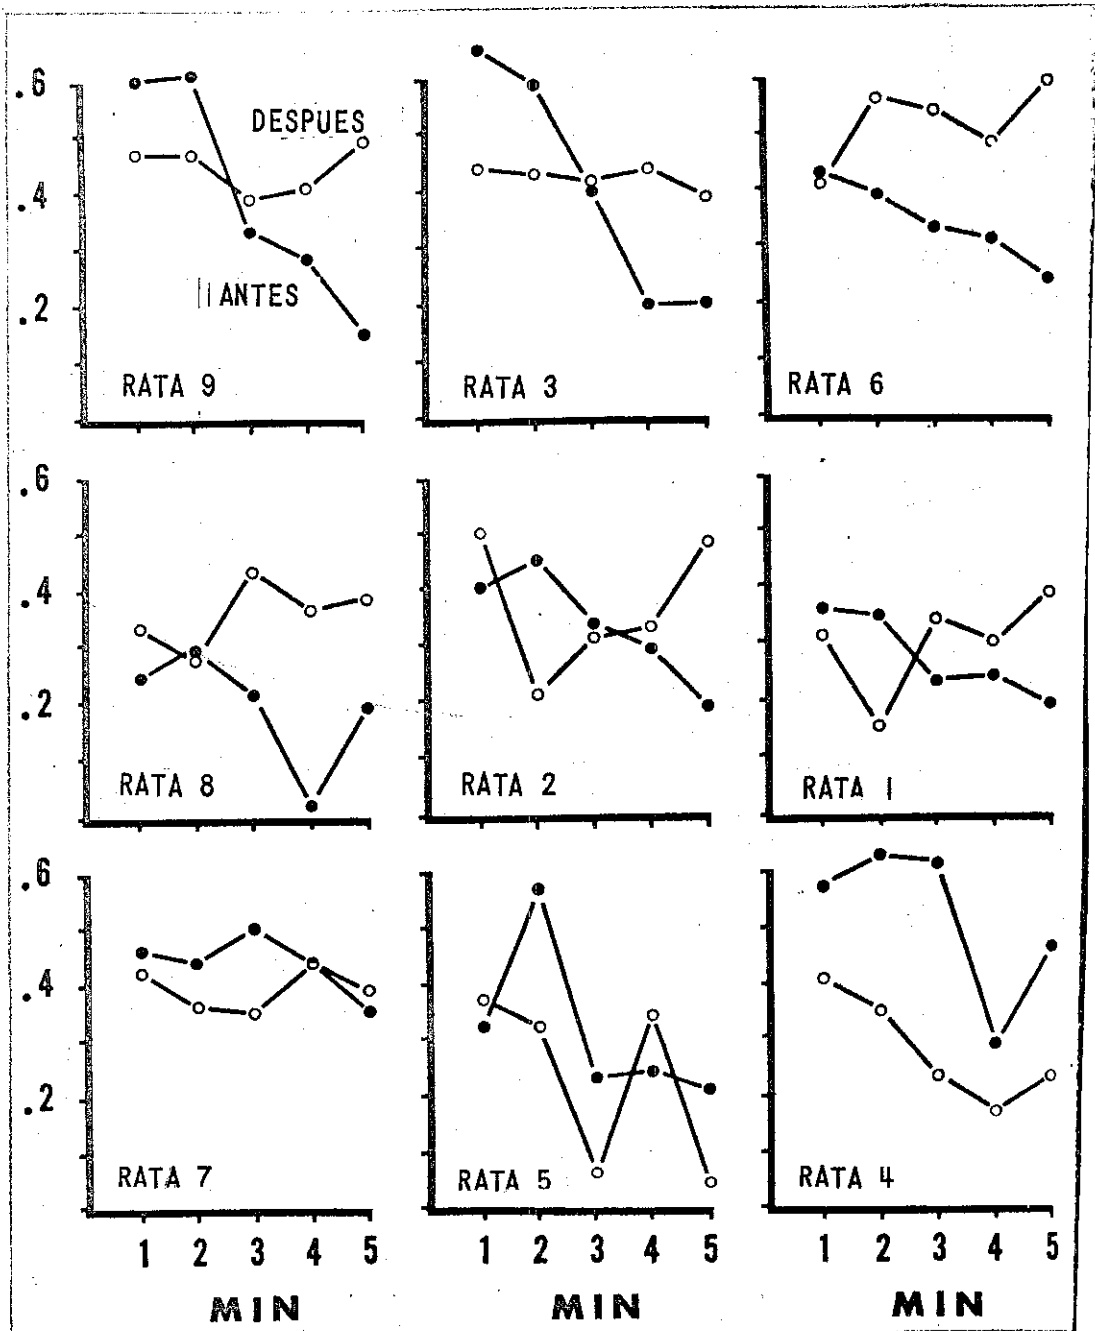 .6
DESPUES
.4
ANTES
.2
RATA 9
RATA 3
RATA 6
.6
.4
.2
RATA 8
RATA 2
RATA 1
.6
.4
.2
RATA 7
RATA 5
RATA 4
1 2 3 4 5
1 2 3 4 5
1 2 3 4 5
MIN
MIN
MIN